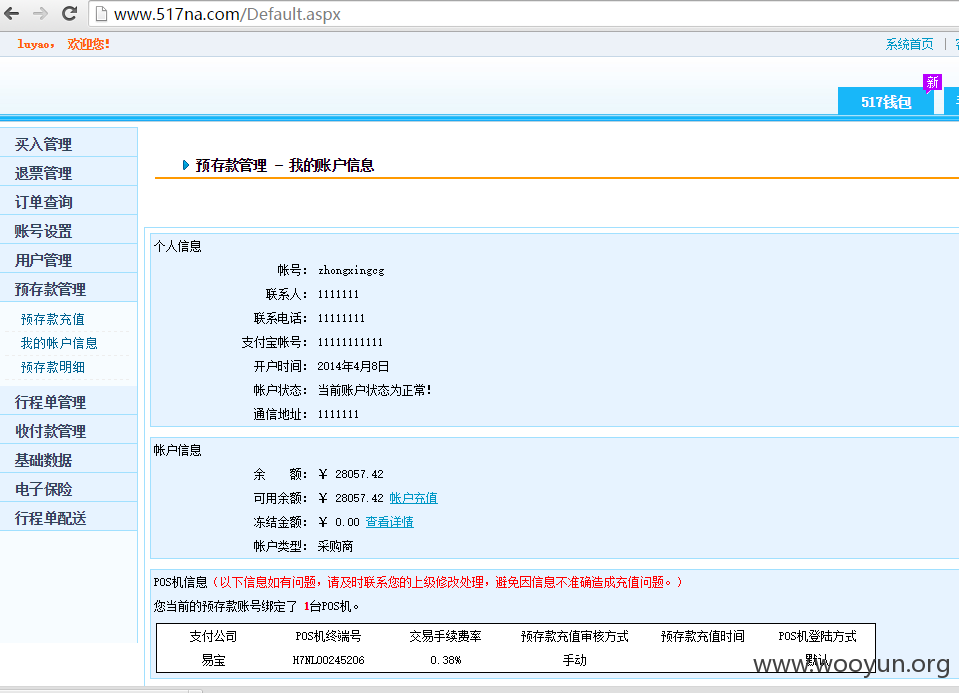 www.517na.com/Default.aspx
luyao， 欢迎您!
系统首页 |
新
517钱包
买入管理
退票管理
订单查询
账号设置
用户管理
预存款管理
预存款充值
我的帐户信息
预存款明细
行程单管理
收付款管理
基础数据
电子保险
行程单配送
预存款管理 - 我的账户信息
个人信息
帐号： zhongxingcg
联系人： 1111111
联系电话： 11111111
支付宝帐号： 11111111111
开户时间： 2014年4月8日
帐户状态： 当前账户状态为正常!
通信地址： 1111111
帐户信息
余 额： ￥ 28057.42
可用余额： ￥ 28057.42 帐户充值
冻结金额： ￥ 0.00 查看详情
帐户类型： 采购商
POS机信息（以下信息如有问题，请及时联系您的上级修改处理，避免因信息不准确造成充值问题。）
您当前的预存款账号绑定了 1台POS机。
支付公司 POS机终端号 交易手续费率 预存款充值审核方式 预存款充值时间 POS机登陆方式
易宝 H7NL00245206 0.38% 手动 默认
www.wooyun.org